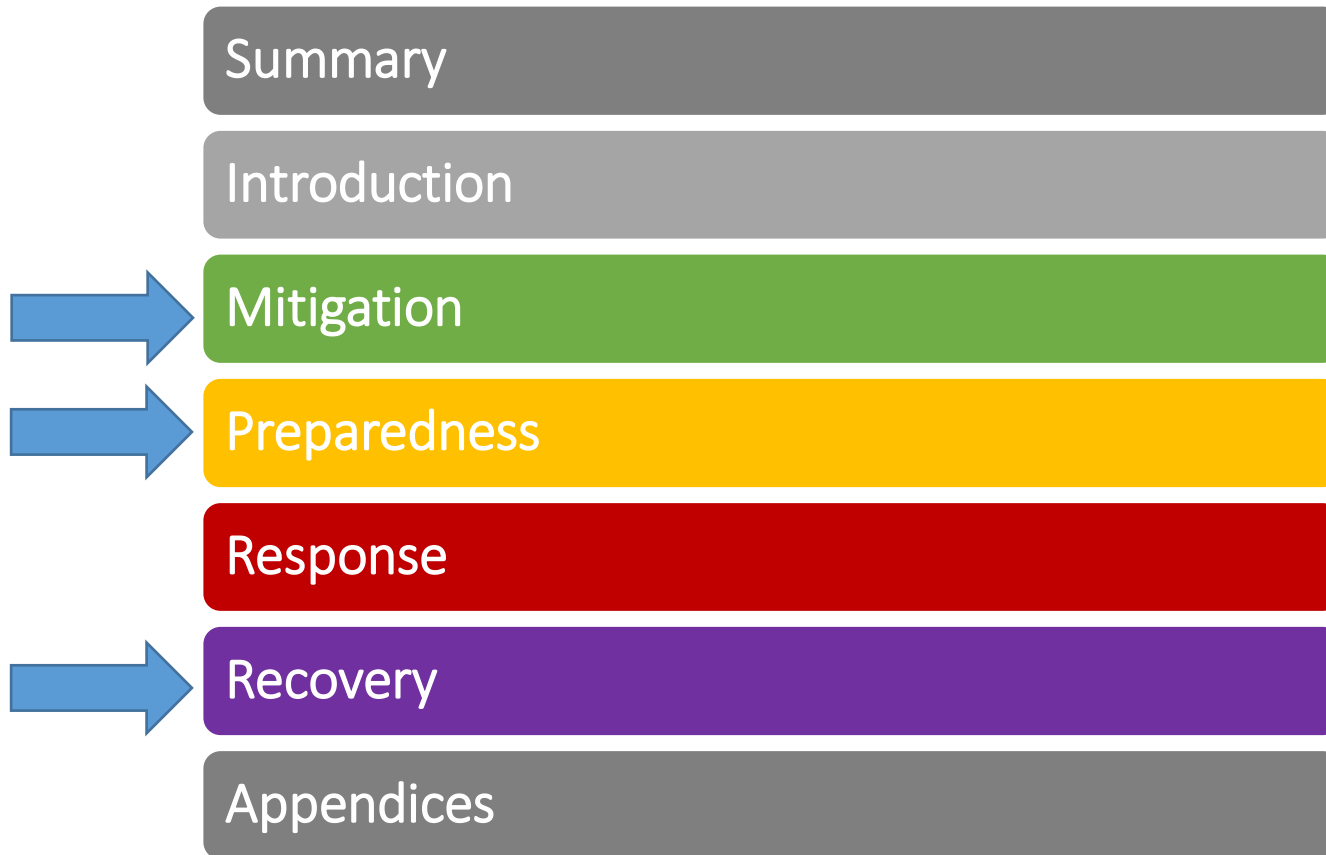 Summary
Introduction
Mitigation
Preparedness
Response
Recovery
Appendices